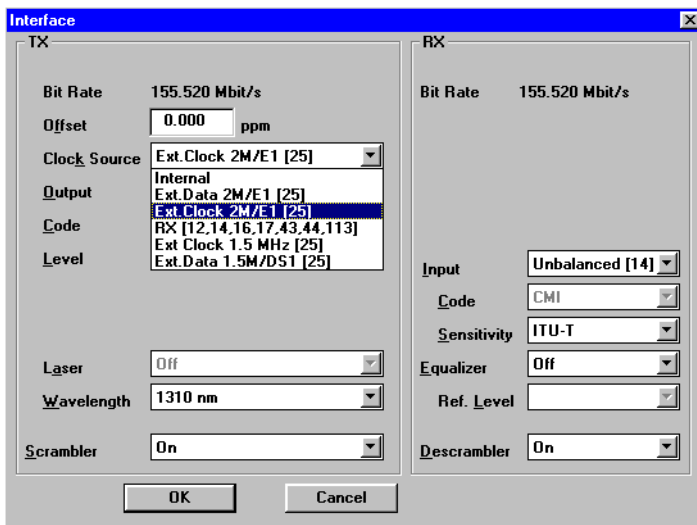 Interface
TX
Bit Rate 155.520 Mbit/s
Offset 0.000 ppm
Clock Source Ext.Clock 2M/E1 [25]
Internal
Output Ext.Data 2M/E1 [25]
Ext.Clock 2M/E1 [25]
Code RX [12,14,16,17,43,44,113]
Ext Clock 1.5 MHz [25]
Level Ext.Data 1.5M/DS1 [25]
Laser Off
Wavelength 1310 nm
Scrambler On
RX
Bit Rate 155.520 Mbit/s
Input Unbalanced [14]
Code CMI
Sensitivity ITU-T
Equalizer Off
Ref. Level
Descrambler On
OK Cancel